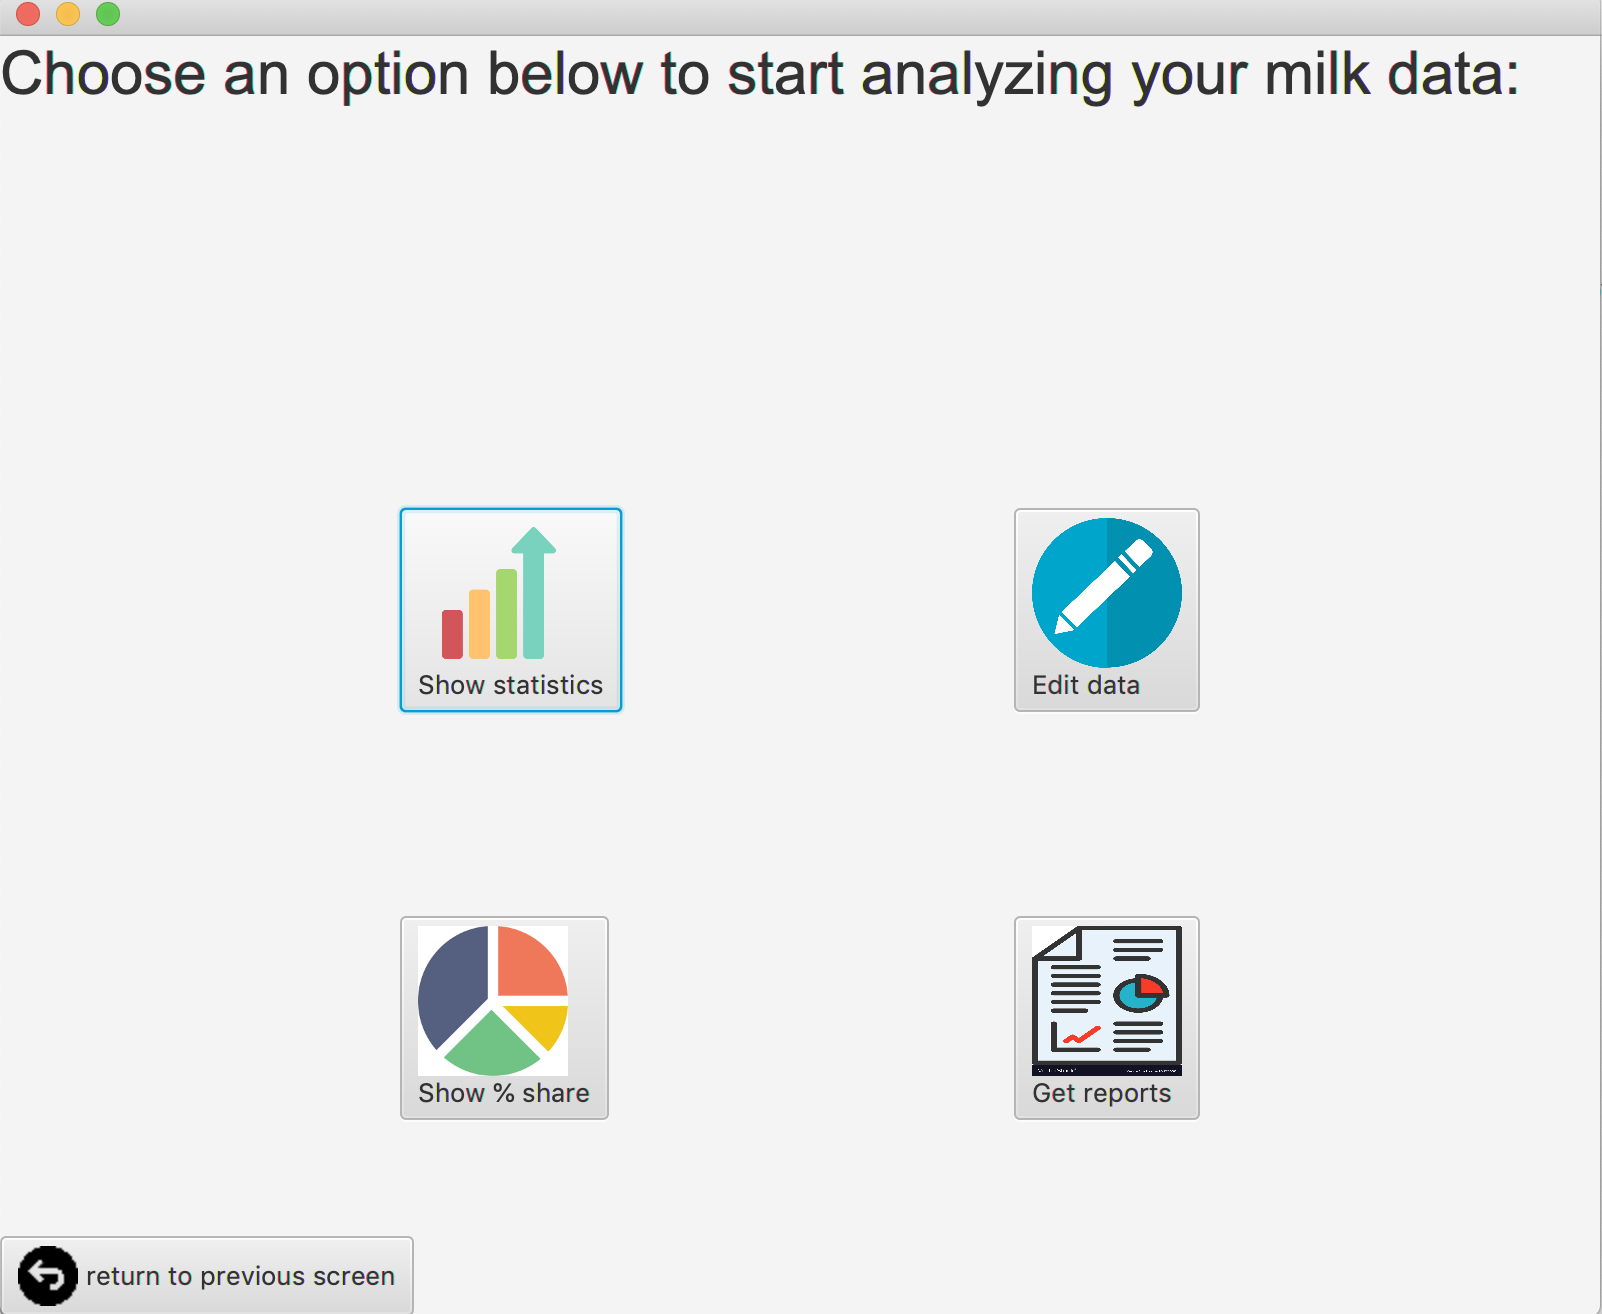 Choose an option below to start analyzing your milk data:
Show statistics
Edit data
Show % share
Get reports
return to previous screen